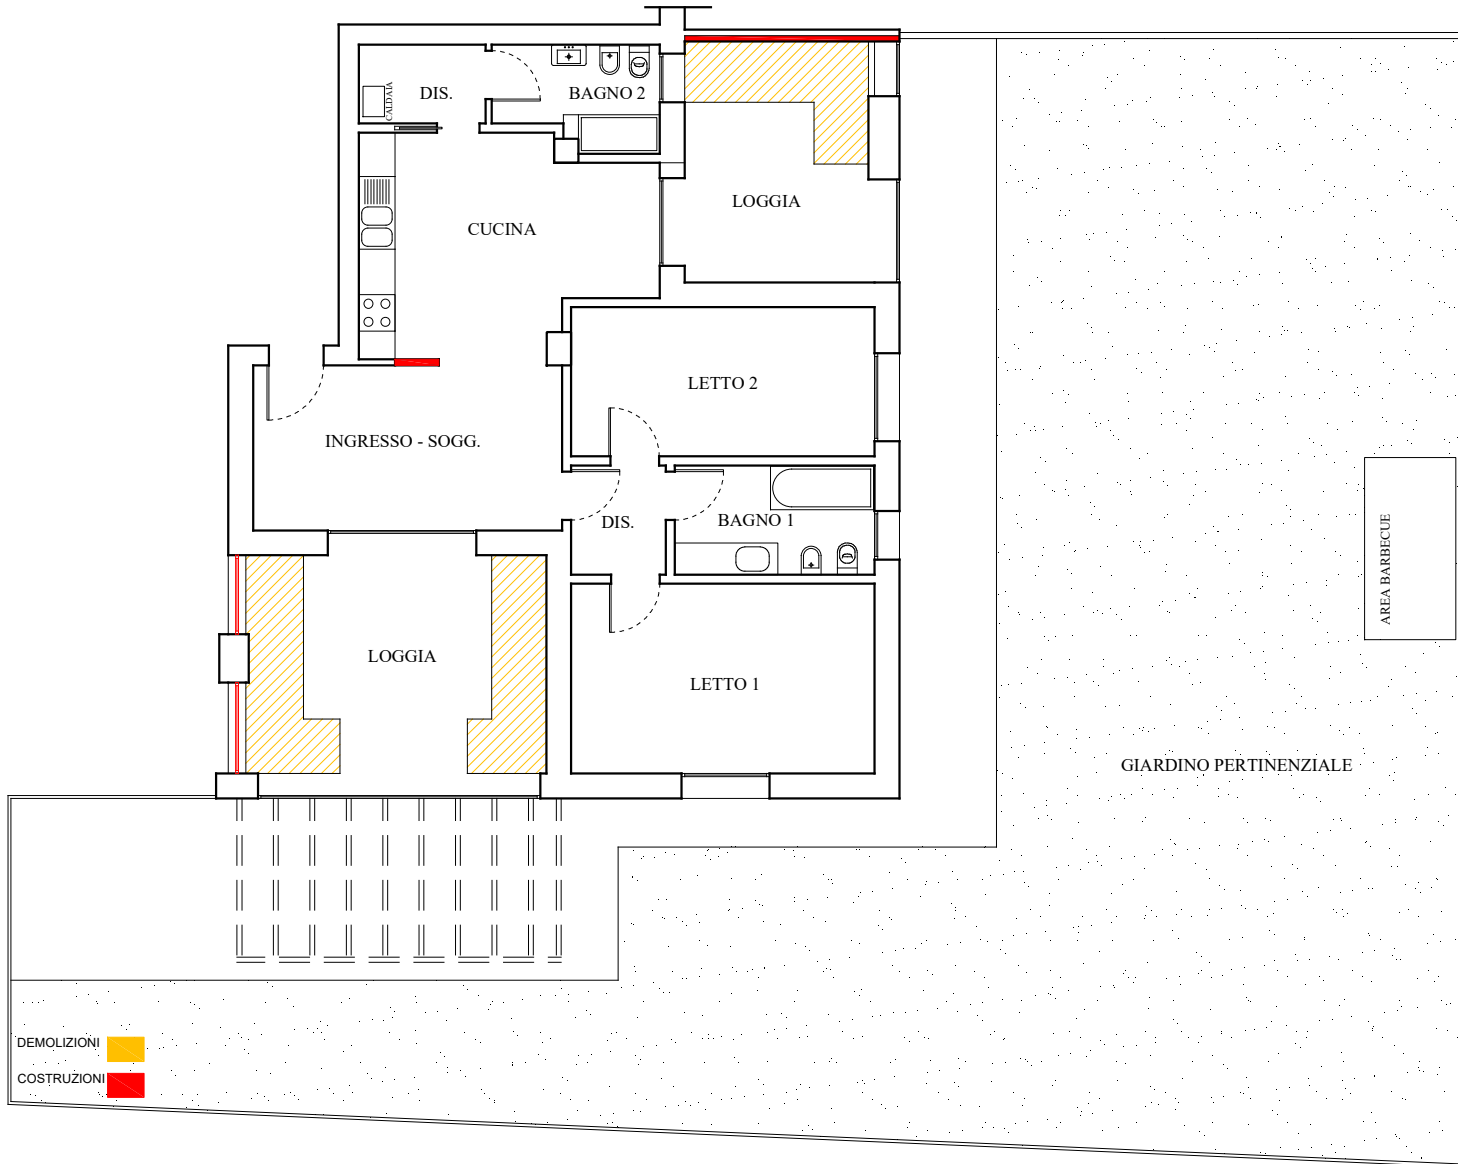 CALDAIA
DIS.
BAGNO 2
LOGGIA
CUCINA
LETTO 2
INGRESSO - SOGG.
DIS.
BAGNO 1
AREA BARBECUE
LOGGIA
LETTO 1
GIARDINO PERTINENZIALE
DEMOLIZIONI
COSTRUZIONI